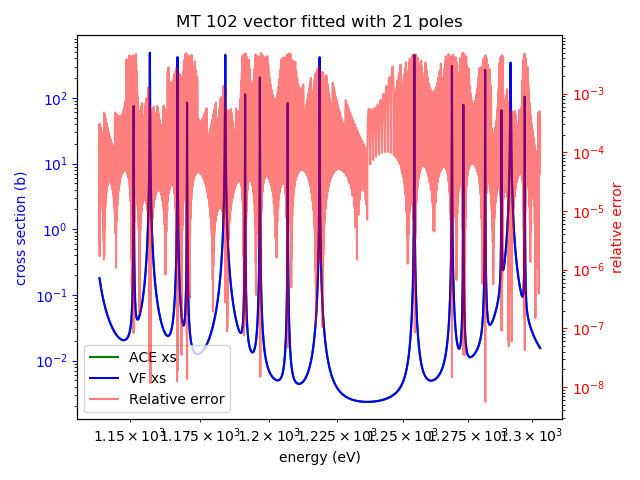 MT 102 vector fitted with 21 poles
cross section (b)
10²
10¹
10⁰
10⁻¹
10⁻²
10⁻³
10⁻⁴
10⁻⁵
10⁻⁶
10⁻⁷
10⁻⁸
relative error
ACE xs
VF xs
Relative error
1.15 × 10³ 1.175 × 10³ 1.2 × 10³ 1.225 × 10³ 1.25 × 10³ 1.275 × 10³ 1.3 × 10³
energy (eV)